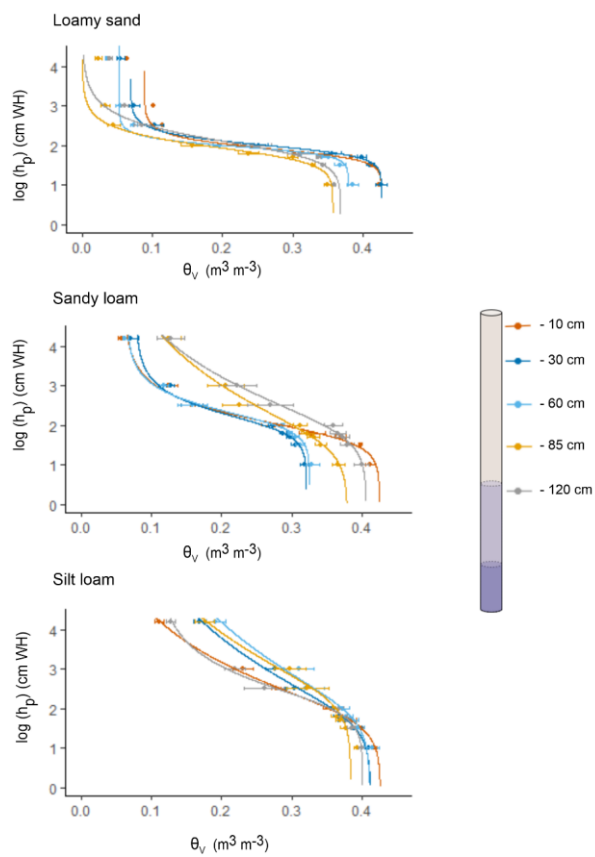 Loamy sand
log (hp) (cm WH)
4
3
2
1
0
0.0 0.1 0.2 0.3 0.4
θv (m³ m-³)
Sandy loam
log (hp) (cm WH)
4
3
2
1
0
0.0 0.1 0.2 0.3 0.4
θv (m³ m-³)
- 10 cm
- 30 cm
- 60 cm
- 85 cm
- 120 cm
Silt loam
log (hp) (cm WH)
4
3
2
1
0
0.0 0.1 0.2 0.3 0.4
θv (m³ m-³)